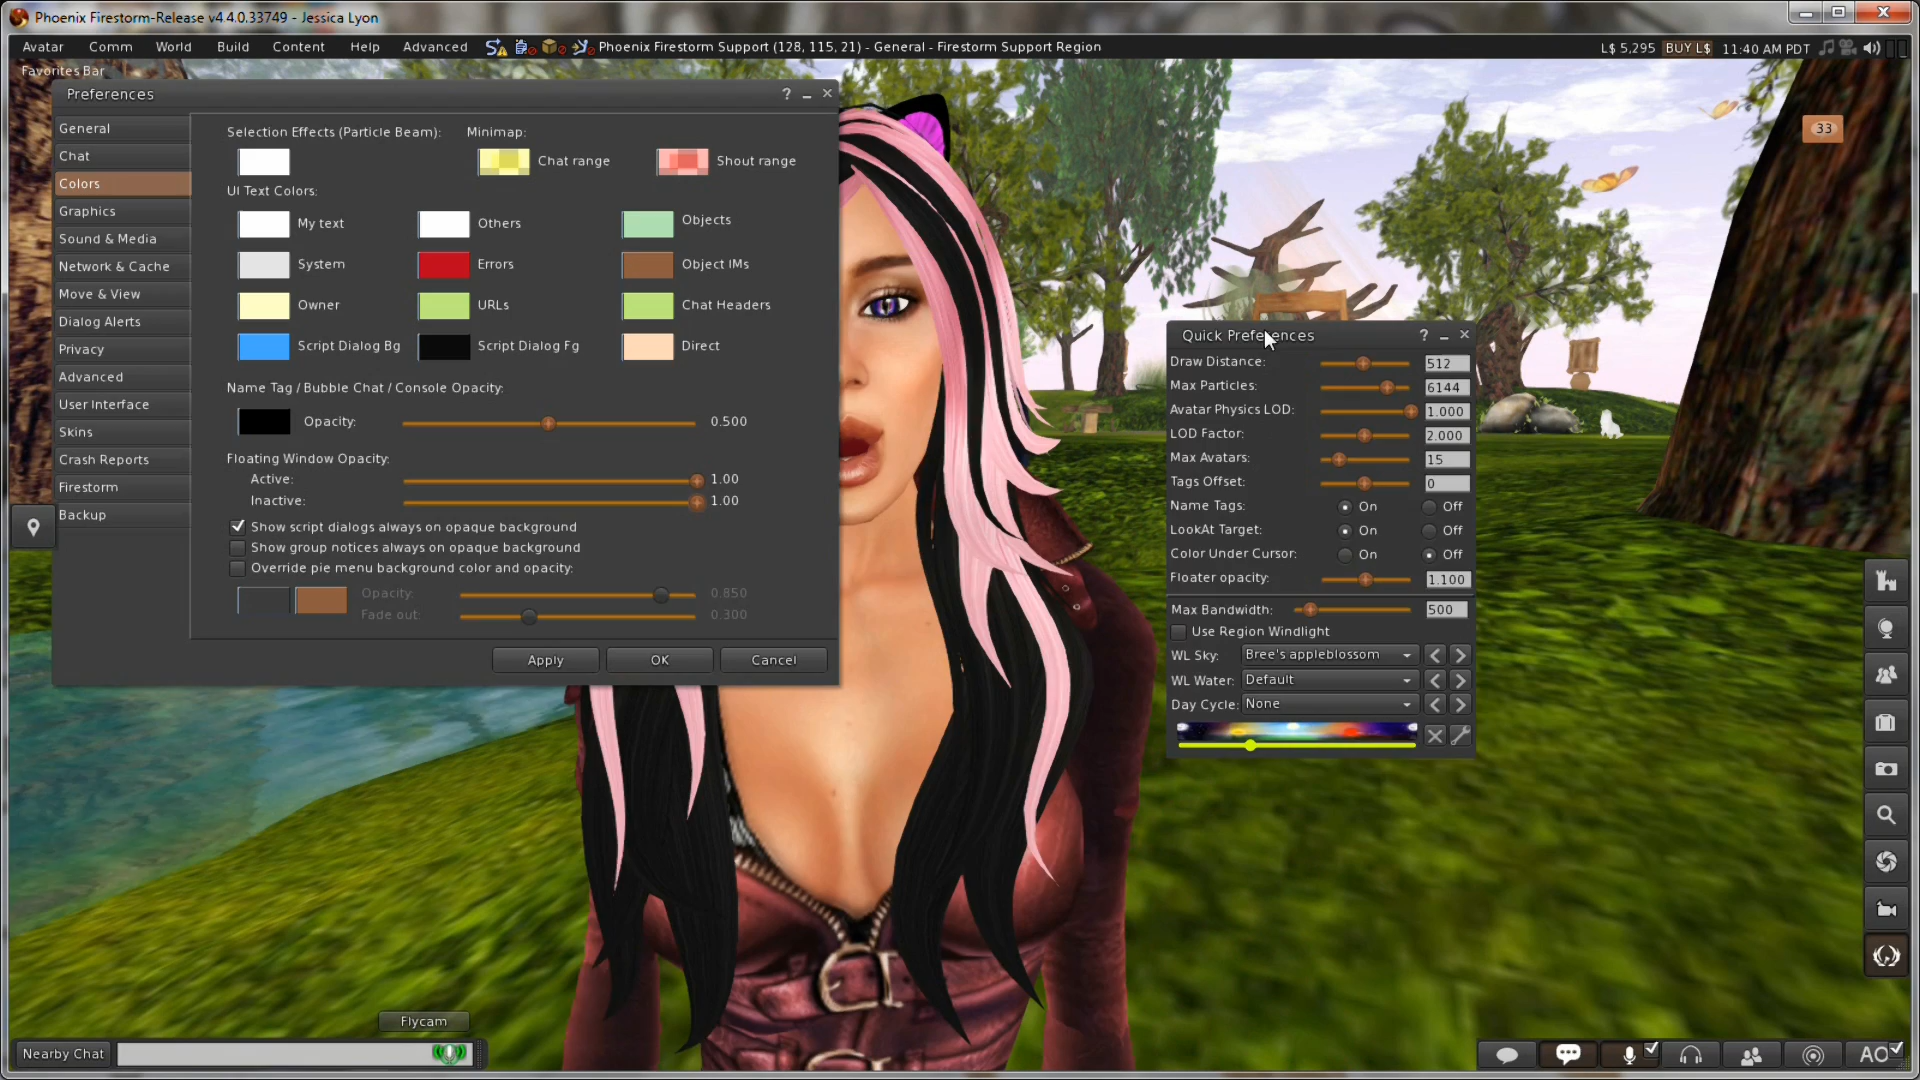 Phoenix Firestorm-Release v4.4.0.33749 - Jessica Lyon
Avatar Comm World Build Content Help Advanced Phoenix Firestorm Support (128, 115, 21) - General - Firestorm Support Region L$ 5,295 BUY L$ 11:40 AM PDT
Favorites Bar
33
Preferences ?
General
Chat
Colors
Graphics
Sound & Media
Network & Cache
Move & View
Dialog Alerts
Privacy
Advanced
User Interface
Skins
Crash Reports
Firestorm
Backup
Selection Effects (Particle Beam): Minimap:
Chat range Shout range
UI Text Colors:
My text Others Objects
System Errors Object IMs
Owner URLs Chat Headers
Script Dialog Bg Script Dialog Fg Direct
Name Tag / Bubble Chat / Console Opacity:
Opacity: 0.500
Floating Window Opacity:
Active: 1.00
Inactive: 1.00
Show script dialogs always on opaque background
Show group notices always on opaque background
Override pie menu background color and opacity:
Opacity: 0.850
Fade out: 0.300
Apply OK Cancel
Quick Preferences ?
Draw Distance: 512
Max Particles: 6144
Avatar Physics LOD: 1.000
LOD Factor: 2.000
Max Avatars: 15
Tags Offset: 0
Name Tags: On Off
LookAt Target: On Off
Color Under Cursor: On Off
Floater opacity: 1.100
Max Bandwidth: 500
Use Region Windlight
WL Sky: Bree's appleblossom
WL Water: Default
Day Cycle: None
Flycam
Nearby Chat
AO